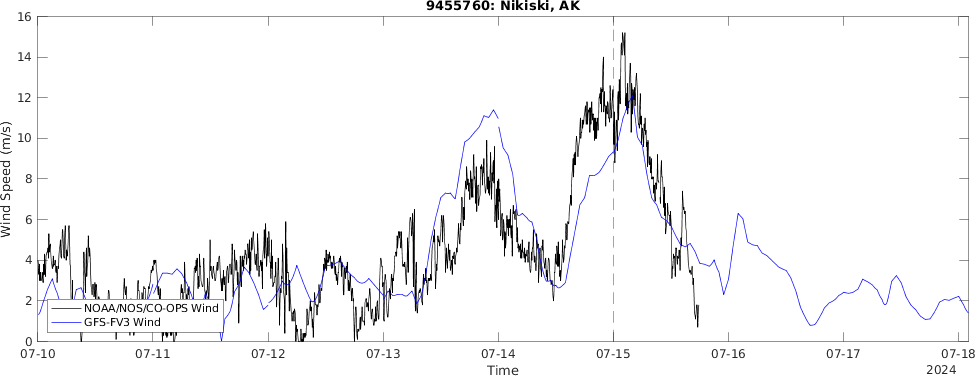 9455760: Nikiski, AK
Wind Speed (m/s)
16
14
12
10
8
6
4
2
0
NOAA/NOS/CO-OPS Wind
GFS-FV3 Wind
07-10 07-11 07-12 07-13 07-14 07-15 07-16 07-17 07-18
Time
2024